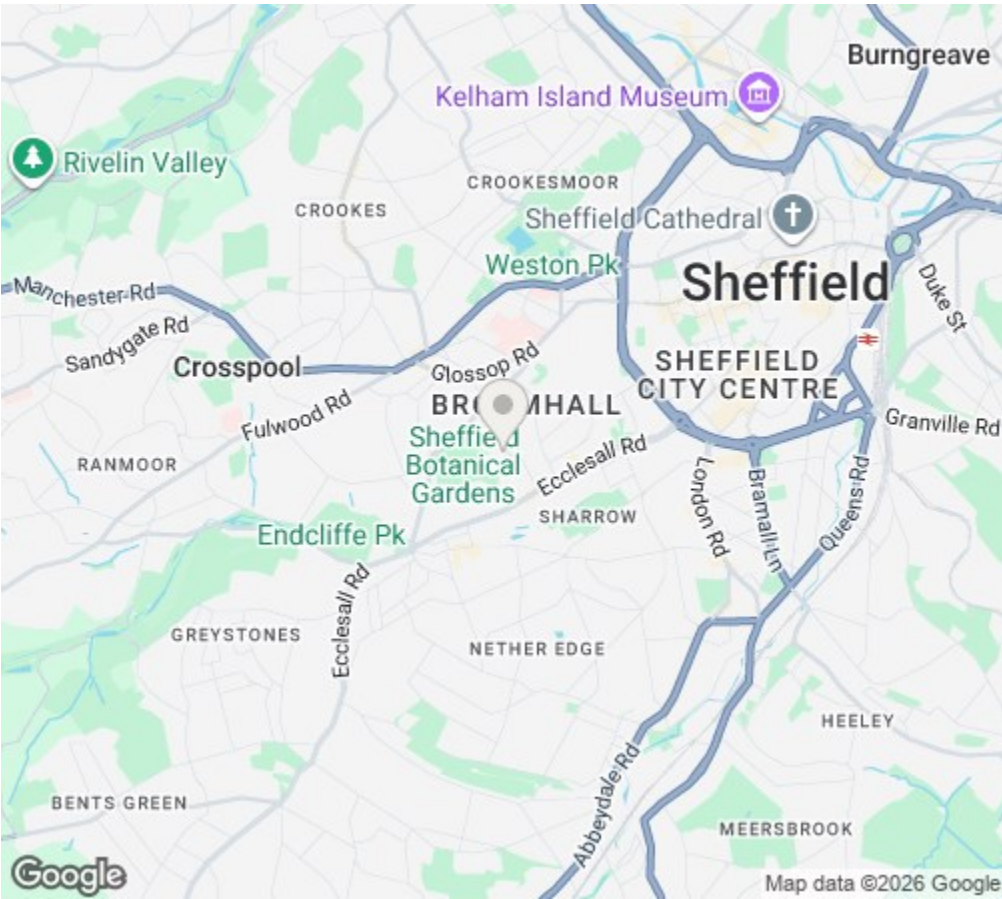 Burngreave
Kelham Island Museum
Rivelin Valley
CROOKESMOOR
CROOKES
Sheffield Cathedral
Weston Pk
Sheffield
Manchester Rd
Duke St
Sandygate Rd
Crosspool
Glossop Rd
SHEFFIELD
CITY CENTRE
Fulwood Rd
BR MHALL
Granville Rd
Sheffield
Botanical
Gardens
RANMOOR
Ecclesall Rd
London Rd
Bramall Ln
Queens Rd
SHARROW
Endcliffe Pk
Ecclesall Rd
GREYSTONES
NETHER EDGE
HEELEY
Abbeydale Rd
BENTS GREEN
MEERSBROOK
Google
Map data ©2026 Google